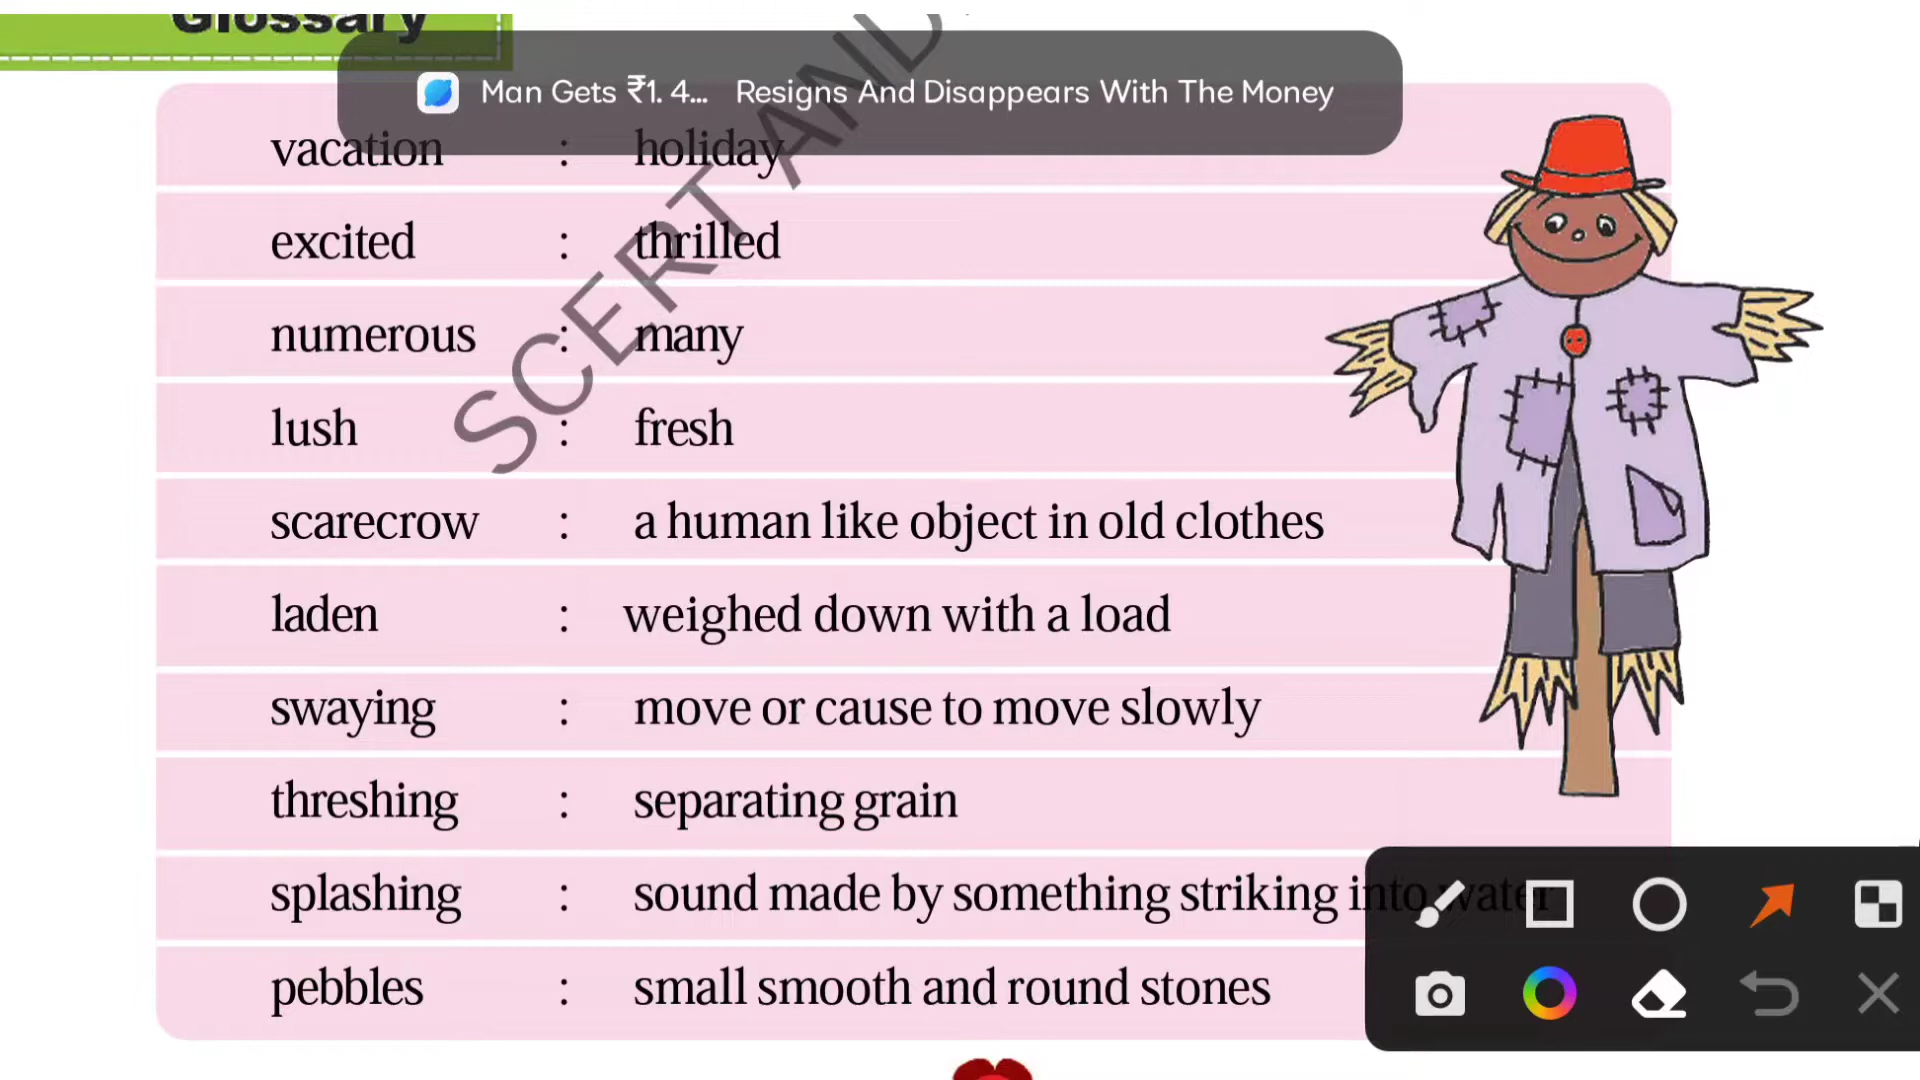 Glossary
Man Gets ₹1. 4... Resigns And Disappears With The Money
vacation : holiday
excited : thrilled
numerous : many
lush : fresh
scarecrow : a human like object in old clothes
laden : weighed down with a load
swaying : move or cause to move slowly
threshing : separating grain
splashing : sound made by something striking into water
pebbles : small smooth and round stones
SCERT AND